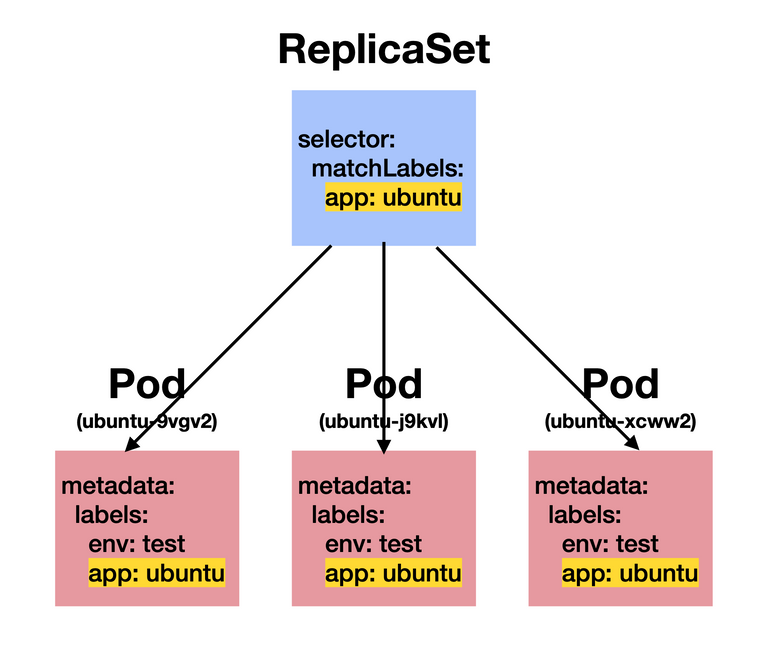 ReplicaSet
selector:
matchLabels:
app: ubuntu
Pod
(ubuntu-9vgv2)
metadata:
labels:
env: test
app: ubuntu
Pod
(ubuntu-j9kvl)
metadata:
labels:
env: test
app: ubuntu
Pod
(ubuntu-xcww2)
metadata:
labels:
env: test
app: ubuntu